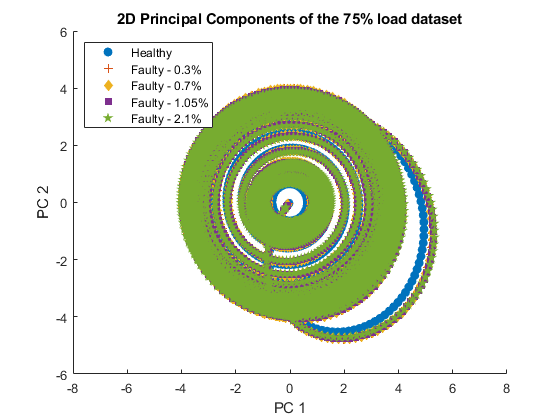 2D Principal Components of the 75% load dataset
6
4
2
0
-2
-4
-6
PC 2
Healthy
Faulty - 0.3%
Faulty - 0.7%
Faulty - 1.05%
Faulty - 2.1%
-8 -6 -4 -2 0 2 4 6 8
PC 1